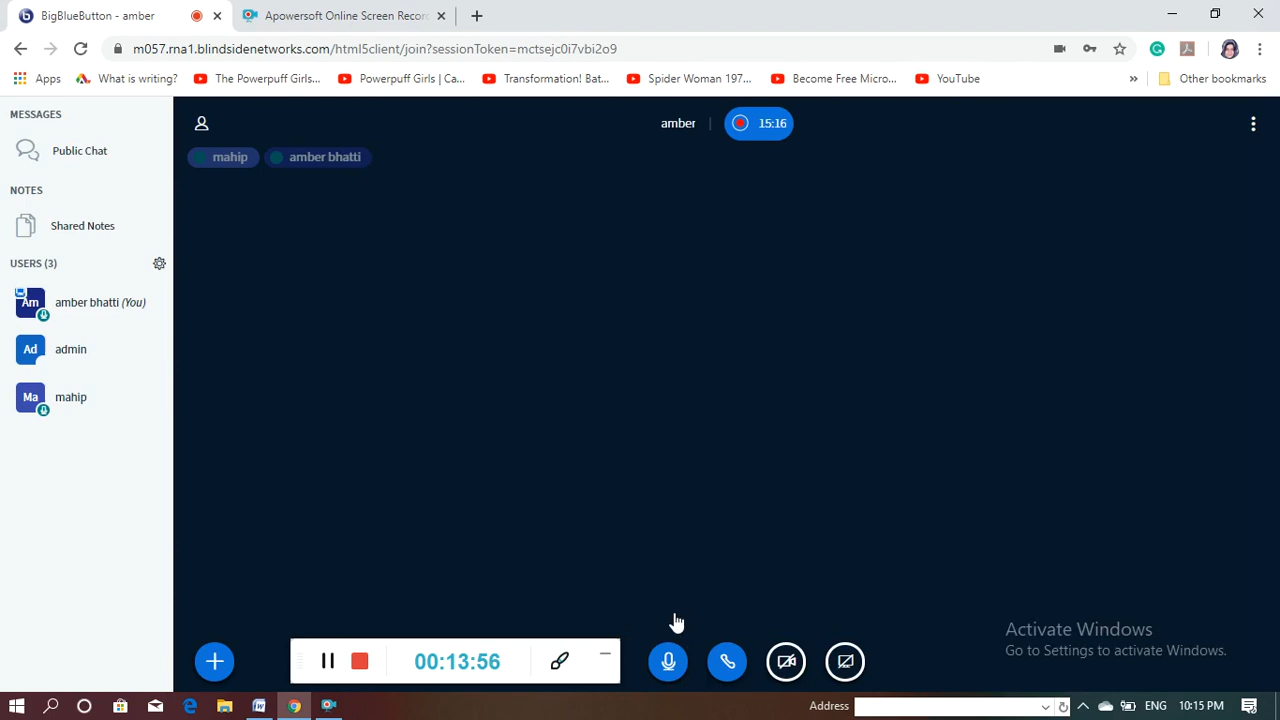 BigBlueButton - amber
Apowersoft Online Screen Recor
m057.rna1.blindsidenetworks.com/html5client/join?sessionToken=mctsejc0i7vbi2o9
Apps
What is writing?
The Powerpuff Girls...
Powerpuff Girls | Ca...
Transformation! Bat...
Spider Woman 197...
Become Free Micro...
YouTube
»
Other bookmarks
MESSAGES
Public Chat
NOTES
Shared Notes
USERS (3)
Am
amber bhatti (You)
Ad
admin
Ma
mahip
amber
15:16
mahip
amber bhatti
00:13:56
Activate Windows
Go to Settings to activate Windows.
Address
ENG
10:15 PM